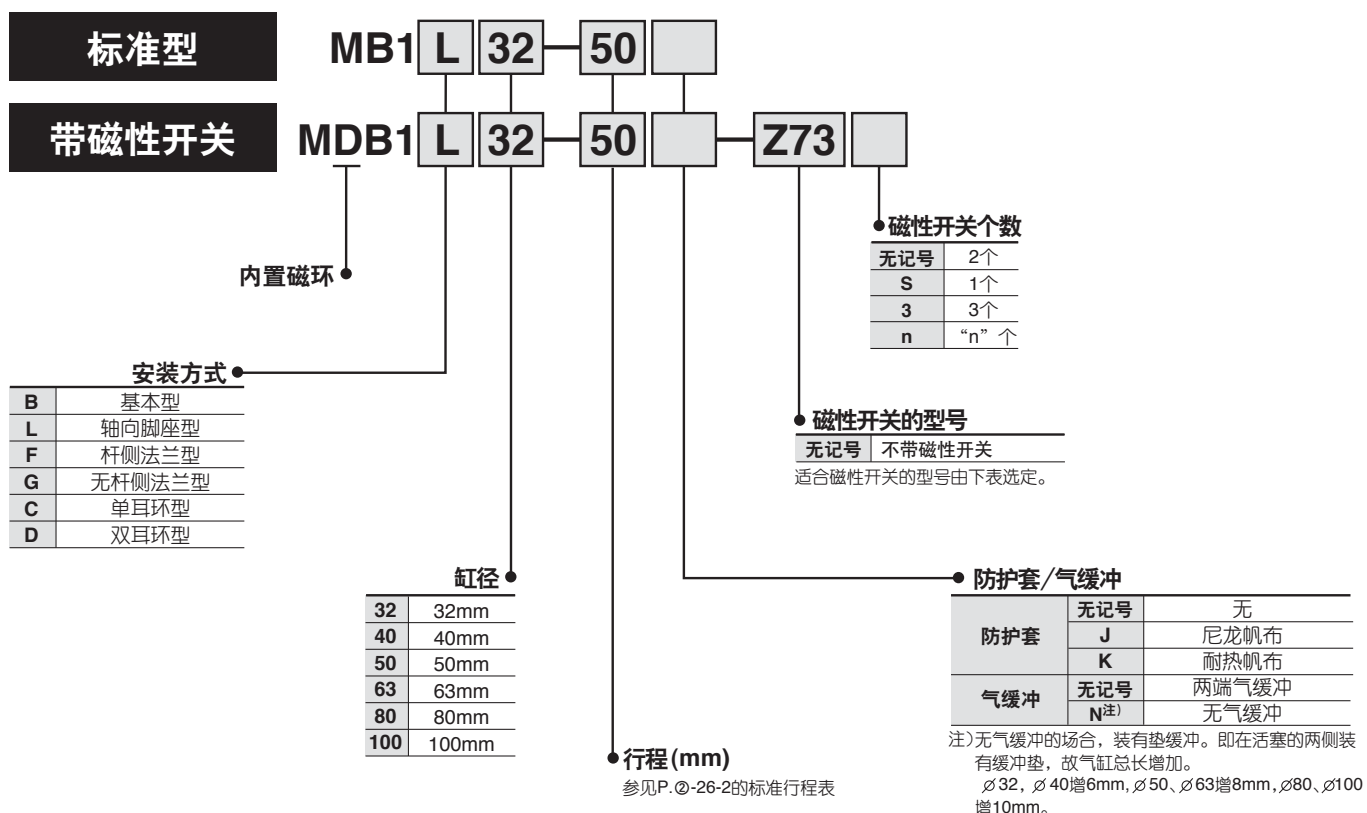 标准型 MB1 L 32 - 50
带磁性开关 MDB1 L 32 - 50 - Z73
内置磁环
磁性开关个数
无记号 2个
S 1个
3 3个
n “n” 个
安装方式
B 基本型
L 轴向脚座型
F 杆侧法兰型
G 无杆侧法兰型
C 单耳环型
D 双耳环型
磁性开关的型号
无记号 不带磁性开关
适合磁性开关的型号由下表选定。
缸径
32 32mm
40 40mm
50 50mm
63 63mm
80 80mm
100 100mm
行程(mm)
参见P.②-26-2的标准行程表
防护套/气缓冲
防护套 无记号 无
J 尼龙帆布
K 耐热帆布
气缓冲 无记号 两端气缓冲
N注) 无气缓冲
注)无气缓冲的场合，装有垫缓冲。即在活塞的两侧装
有缓冲垫，故气缸总长增加。
∅32，∅40增6mm,∅50、∅63增8mm,∅80、∅100
增10mm。